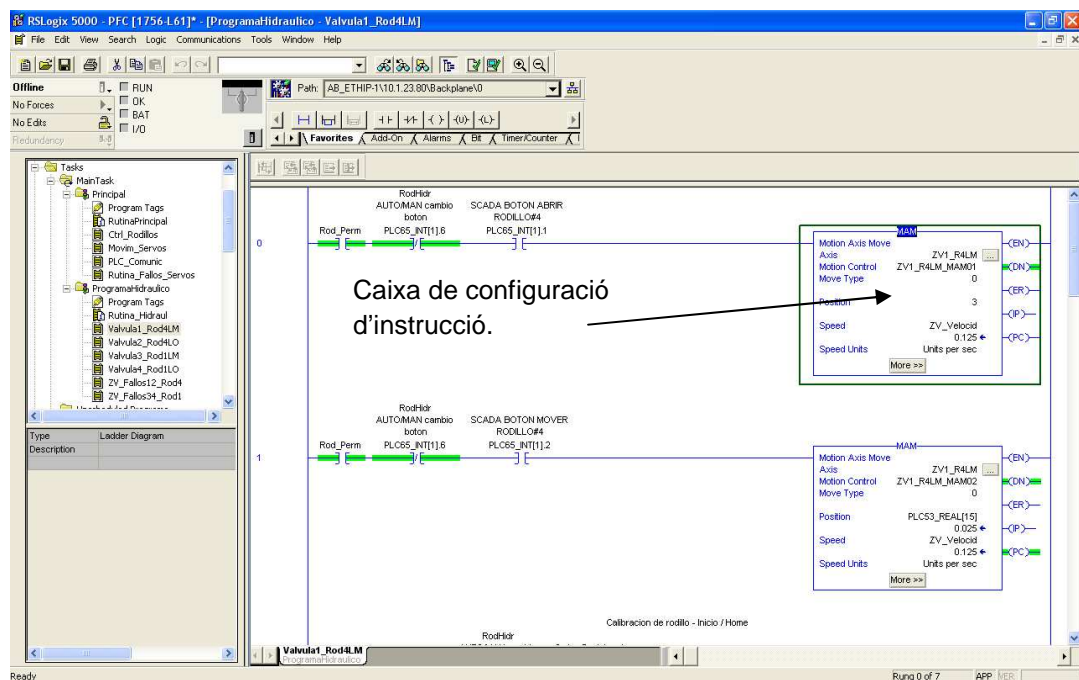 RSLogix 5000 - PFC [1756-L61]* - [ProgramaHidraulico - Valvula1_Rod4LM]
File Edit View Search Logic Communications Tools Window Help
Offline
RUN
No Forces
OK
No Edits
BAT
Redundancy
I/O
Path: AB_ETHIP-1\10.1.23.80\Backplane\0
Favorites Add-On Alarms Bit Timer/Counter
Tasks
MainTask
Principal
Program Tags
RutinaPrincipal
Ctrl_Rodillos
Movim_Servos
PLC_Comunic
Rutina_Fallos_Servos
ProgramaHidraulico
Program Tags
Rutina_Hidraul
Valvula1_Rod4LM
Valvula2_Rod4LO
Valvula3_Rod1LM
Valvula4_Rod1LO
ZV_Fallos12_Rod4
ZV_Fallos34_Rod1
Type Ladder Diagram
Description
0
Rod_Perm
RodHidr
AUTO/MAN cambio
boton
PLC65_INT[1].6
SCADA BOTON ABRIR
RODILLO#4
PLC65_INT[1].1
MAM
Motion Axis Move
Axis ZV1_R4LM ...
Motion Control ZV1_R4LM_MAM01
Move Type 0
Position 3
Speed ZV_Velocid
0.125
Speed Units Units per sec
More >>
EN
DN
ER
IP
PC
Caixa de configuració
d’instrucció.
1
Rod_Perm
RodHidr
AUTO/MAN cambio
boton
PLC65_INT[1].6
SCADA BOTON MOVER
RODILLO#4
PLC65_INT[1].2
MAM
Motion Axis Move
Axis ZV1_R4LM ...
Motion Control ZV1_R4LM_MAM02
Move Type 0
Position PLC53_REAL[15]
0.025
Speed ZV_Velocid
0.125
Speed Units Units per sec
More >>
EN
DN
ER
IP
PC
Calibracion de rodillo - Inicio / Home
RodHidr
Valvula1_Rod4LM
ProgramaHidraulico
Ready
Rung 0 of 7 APP VER